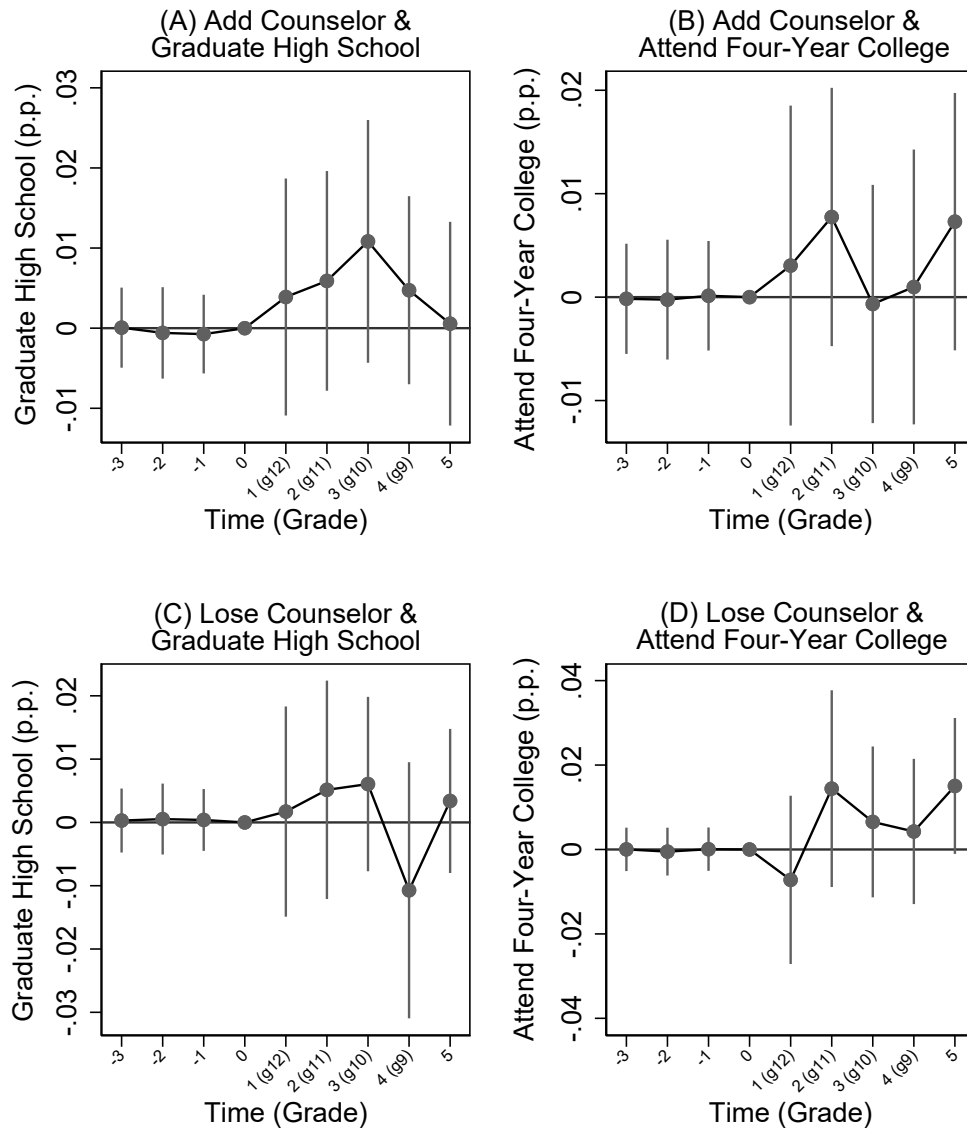 (A) Add Counselor &
Graduate High School
Graduate High School (p.p.)
.03
.02
.01
0
-.01
-3
-2
-1
0
1 (g12)
2 (g11)
3 (g10)
4 (g9)
5
Time (Grade)
(B) Add Counselor &
Attend Four-Year College
Attend Four-Year College (p.p.)
.02
.01
0
-.01
-3
-2
-1
0
1 (g12)
2 (g11)
3 (g10)
4 (g9)
5
Time (Grade)
(C) Lose Counselor &
Graduate High School
Graduate High School (p.p.)
.02
.01
0
-.01
-.02
-.03
-3
-2
-1
0
1 (g12)
2 (g11)
3 (g10)
4 (g9)
5
Time (Grade)
(D) Lose Counselor &
Attend Four-Year College
Attend Four-Year College (p.p.)
.04
.02
0
-.02
-.04
-3
-2
-1
0
1 (g12)
2 (g11)
3 (g10)
4 (g9)
5
Time (Grade)